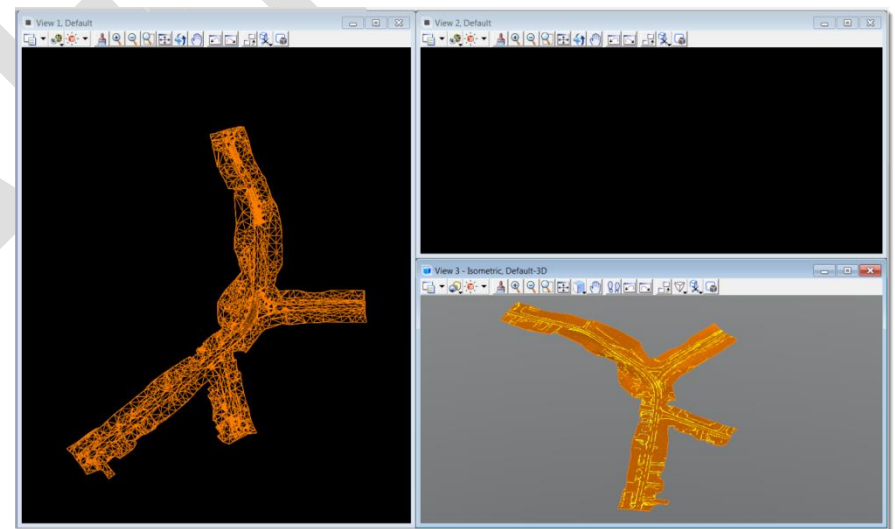 View 1, Default
View 2, Default
View 3 - Isometric, Default-3D